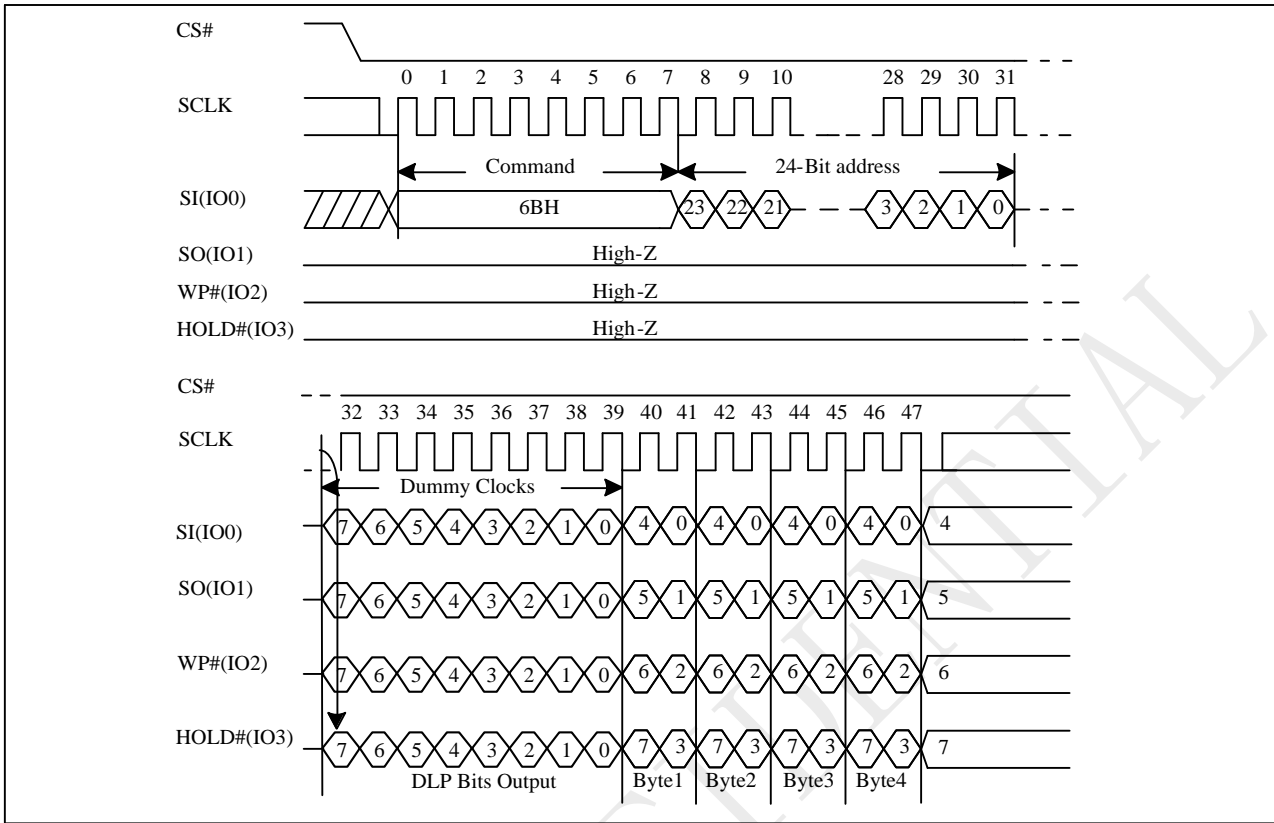 CS#
0 1 2 3 4 5 6 7 8 9 10 28 29 30 31
SCLK
Command 24-Bit address
SI(IO0) 6BH 23 22 21 3 2 1 0
SO(IO1) High-Z
WP#(IO2) High-Z
HOLD#(IO3) High-Z
CS#
32 33 34 35 36 37 38 39 40 41 42 43 44 45 46 47
SCLK
Dummy Clocks
SI(IO0) 7 6 5 4 3 2 1 0 4 0 4 0 4 0 4 0 4
SO(IO1) 7 6 5 4 3 2 1 0 5 1 5 1 5 1 5 1 5
WP#(IO2) 7 6 5 4 3 2 1 0 6 2 6 2 6 2 6 2 6
HOLD#(IO3) 7 6 5 4 3 2 1 0 7 3 7 3 7 3 7 3 7
DLP Bits Output Byte1 Byte2 Byte3 Byte4